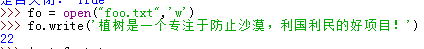 >>> fo = open("foo.txt",'w')
>>> fo.write('植树是一个专注于防止沙漠，利国利民的好项目！')
22